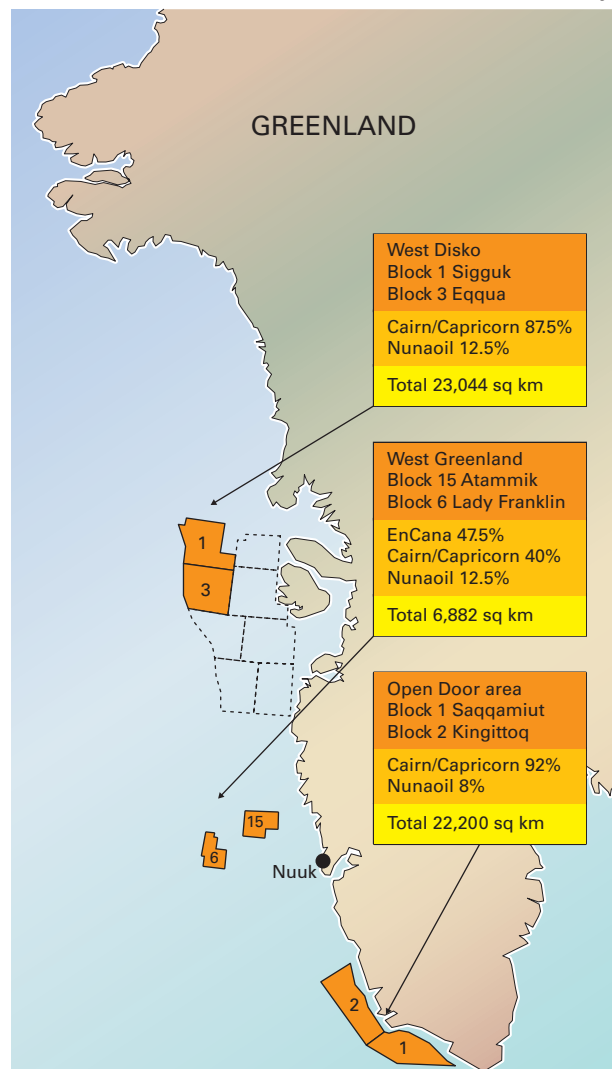 GREENLAND
West Disko
Block 1 Sigguk
Block 3 Eqqua
Cairn/Capricorn 87.5%
Nunaoil 12.5%
Total 23,044 sq km
West Greenland
Block 15 Atammik
Block 6 Lady Franklin
EnCana 47.5%
Cairn/Capricorn 40%
Nunaoil 12.5%
Total 6,882 sq km
1
3
Open Door area
Block 1 Saqqamiut
Block 2 Kingittoq
Cairn/Capricorn 92%
Nunaoil 8%
Total 22,200 sq km
15
6
Nuuk
2
1